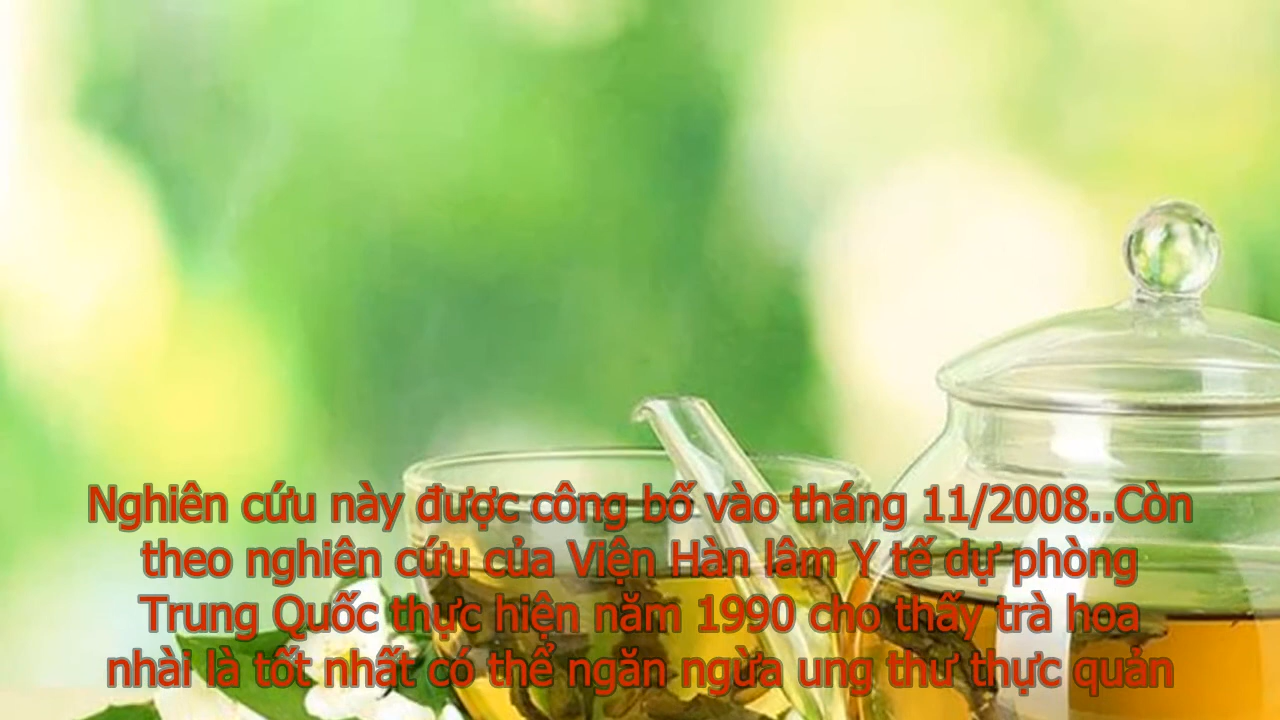 Nghiên cứu này được công bố vào tháng 11/2008..Còn
theo nghiên cứu của Viện Hàn lâm Y tế dự phòng
Trung Quốc thực hiện năm 1990 cho thấy trà hoa
nhài là tốt nhất có thể ngăn ngừa ung thư thực quản